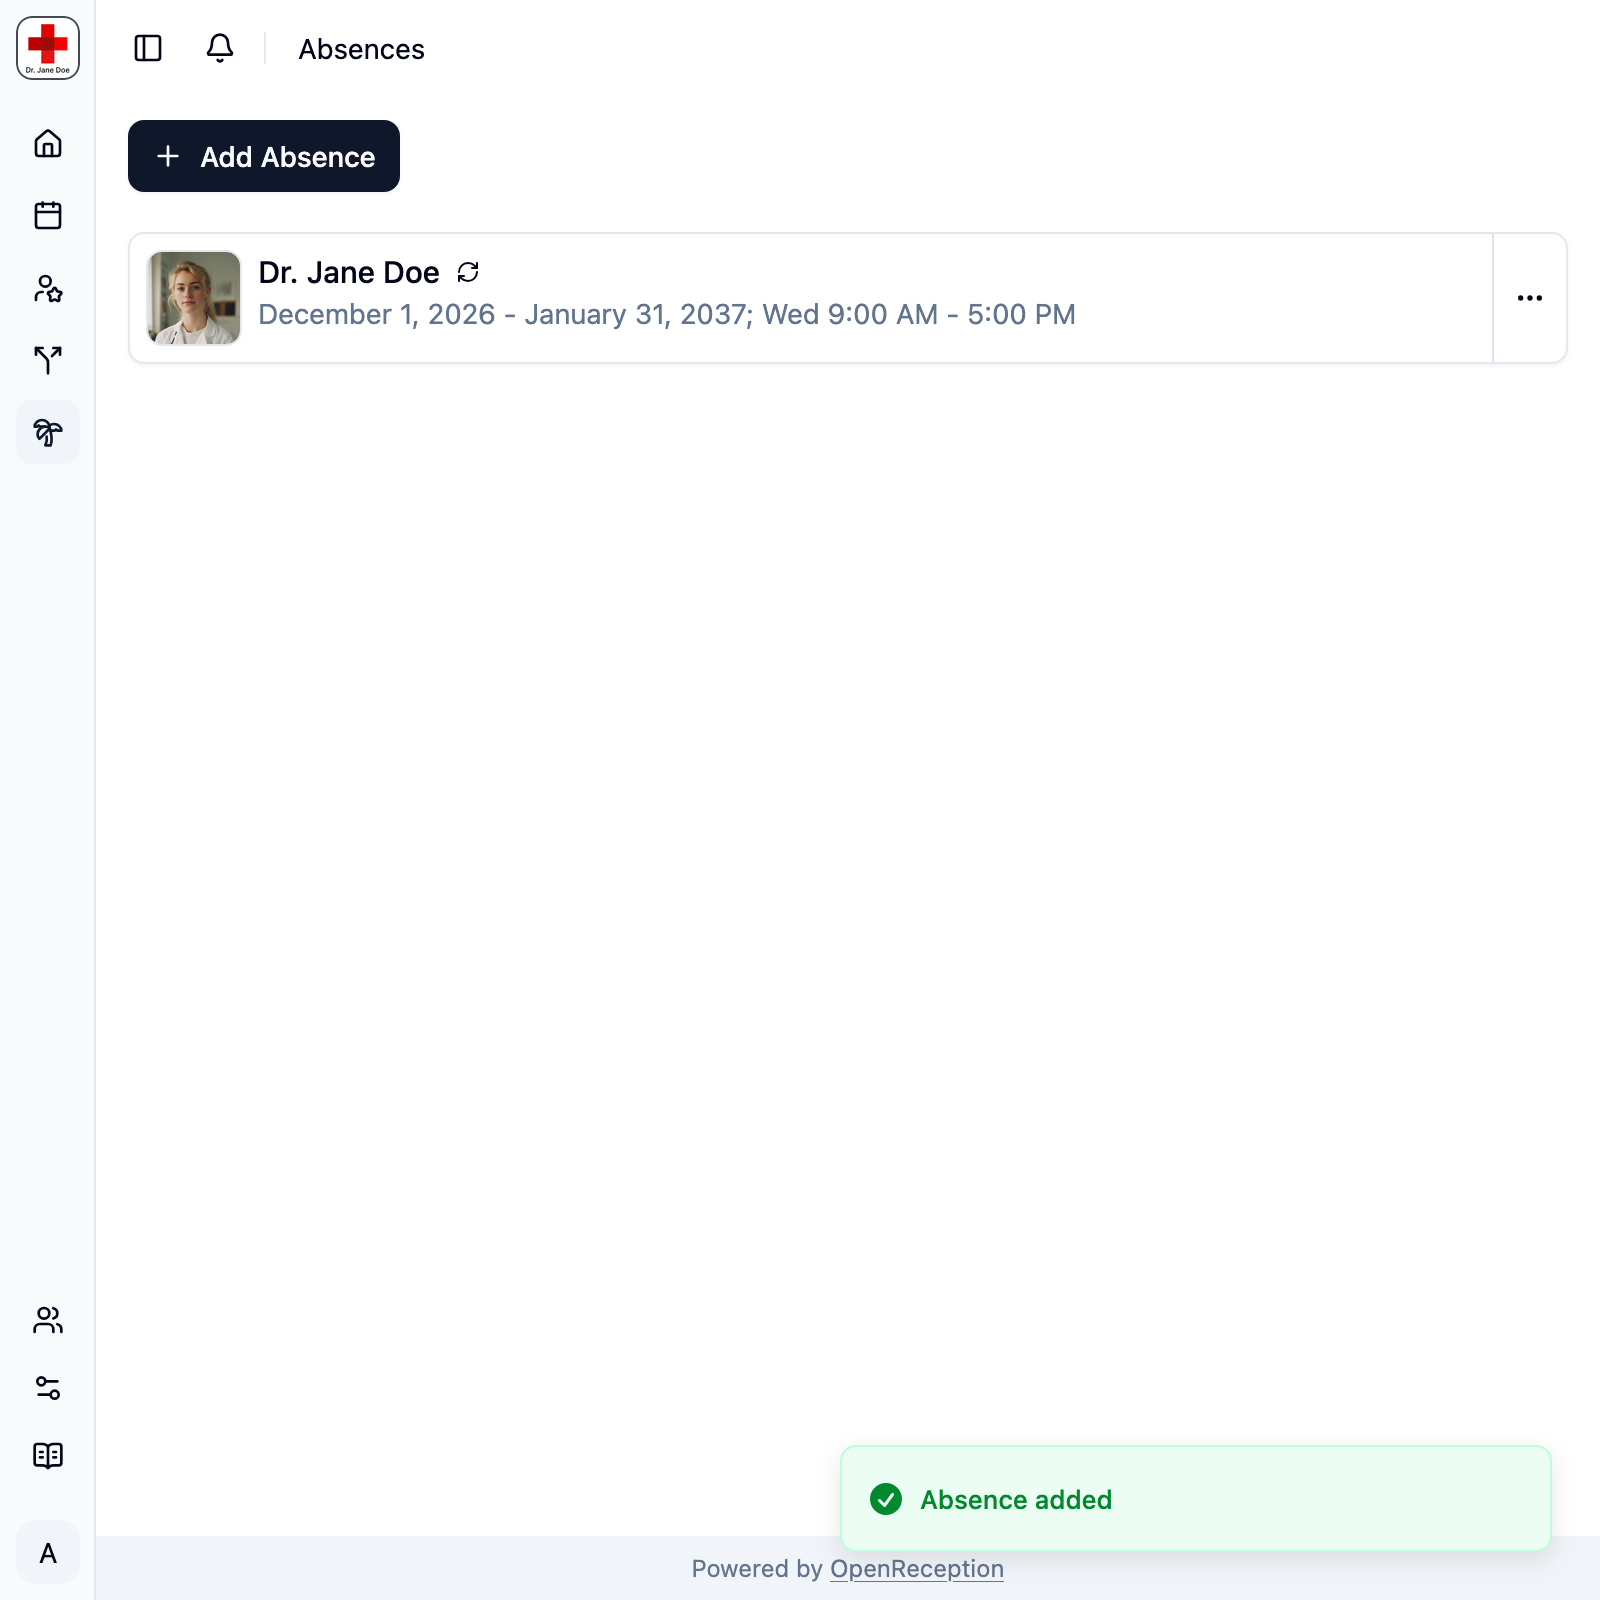 Dr. Jane Doe
Absences
Add Absence
Dr. Jane Doe
December 1, 2026 - January 31, 2037; Wed 9:00 AM - 5:00 PM
Absence added
A
Powered by OpenReception